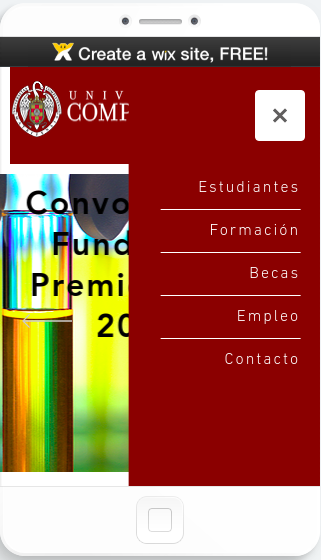 Create a WiX site, FREE!
UNIV
COMP
×
Convo
Fund
Premi
20
Estudiantes
Formación
Becas
Empleo
Contacto